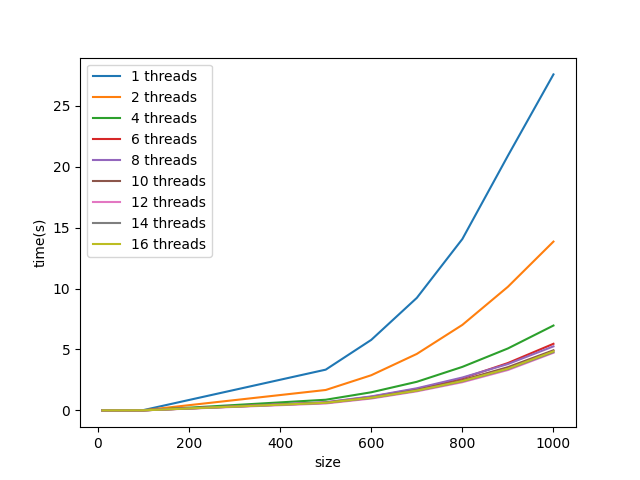 1 threads
2 threads
4 threads
6 threads
8 threads
10 threads
12 threads
14 threads
16 threads
25
20
15
10
5
0
time(s)
0 200 400 600 800 1000
size